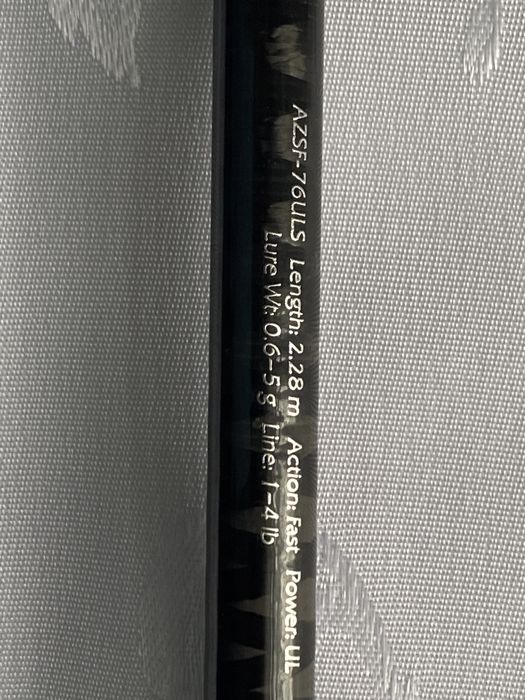 AZSF-76ULS Length: 2,28 m Action: Fast Power: UL
Lure Wt: 0.6-5 g Line: 1-4 lb